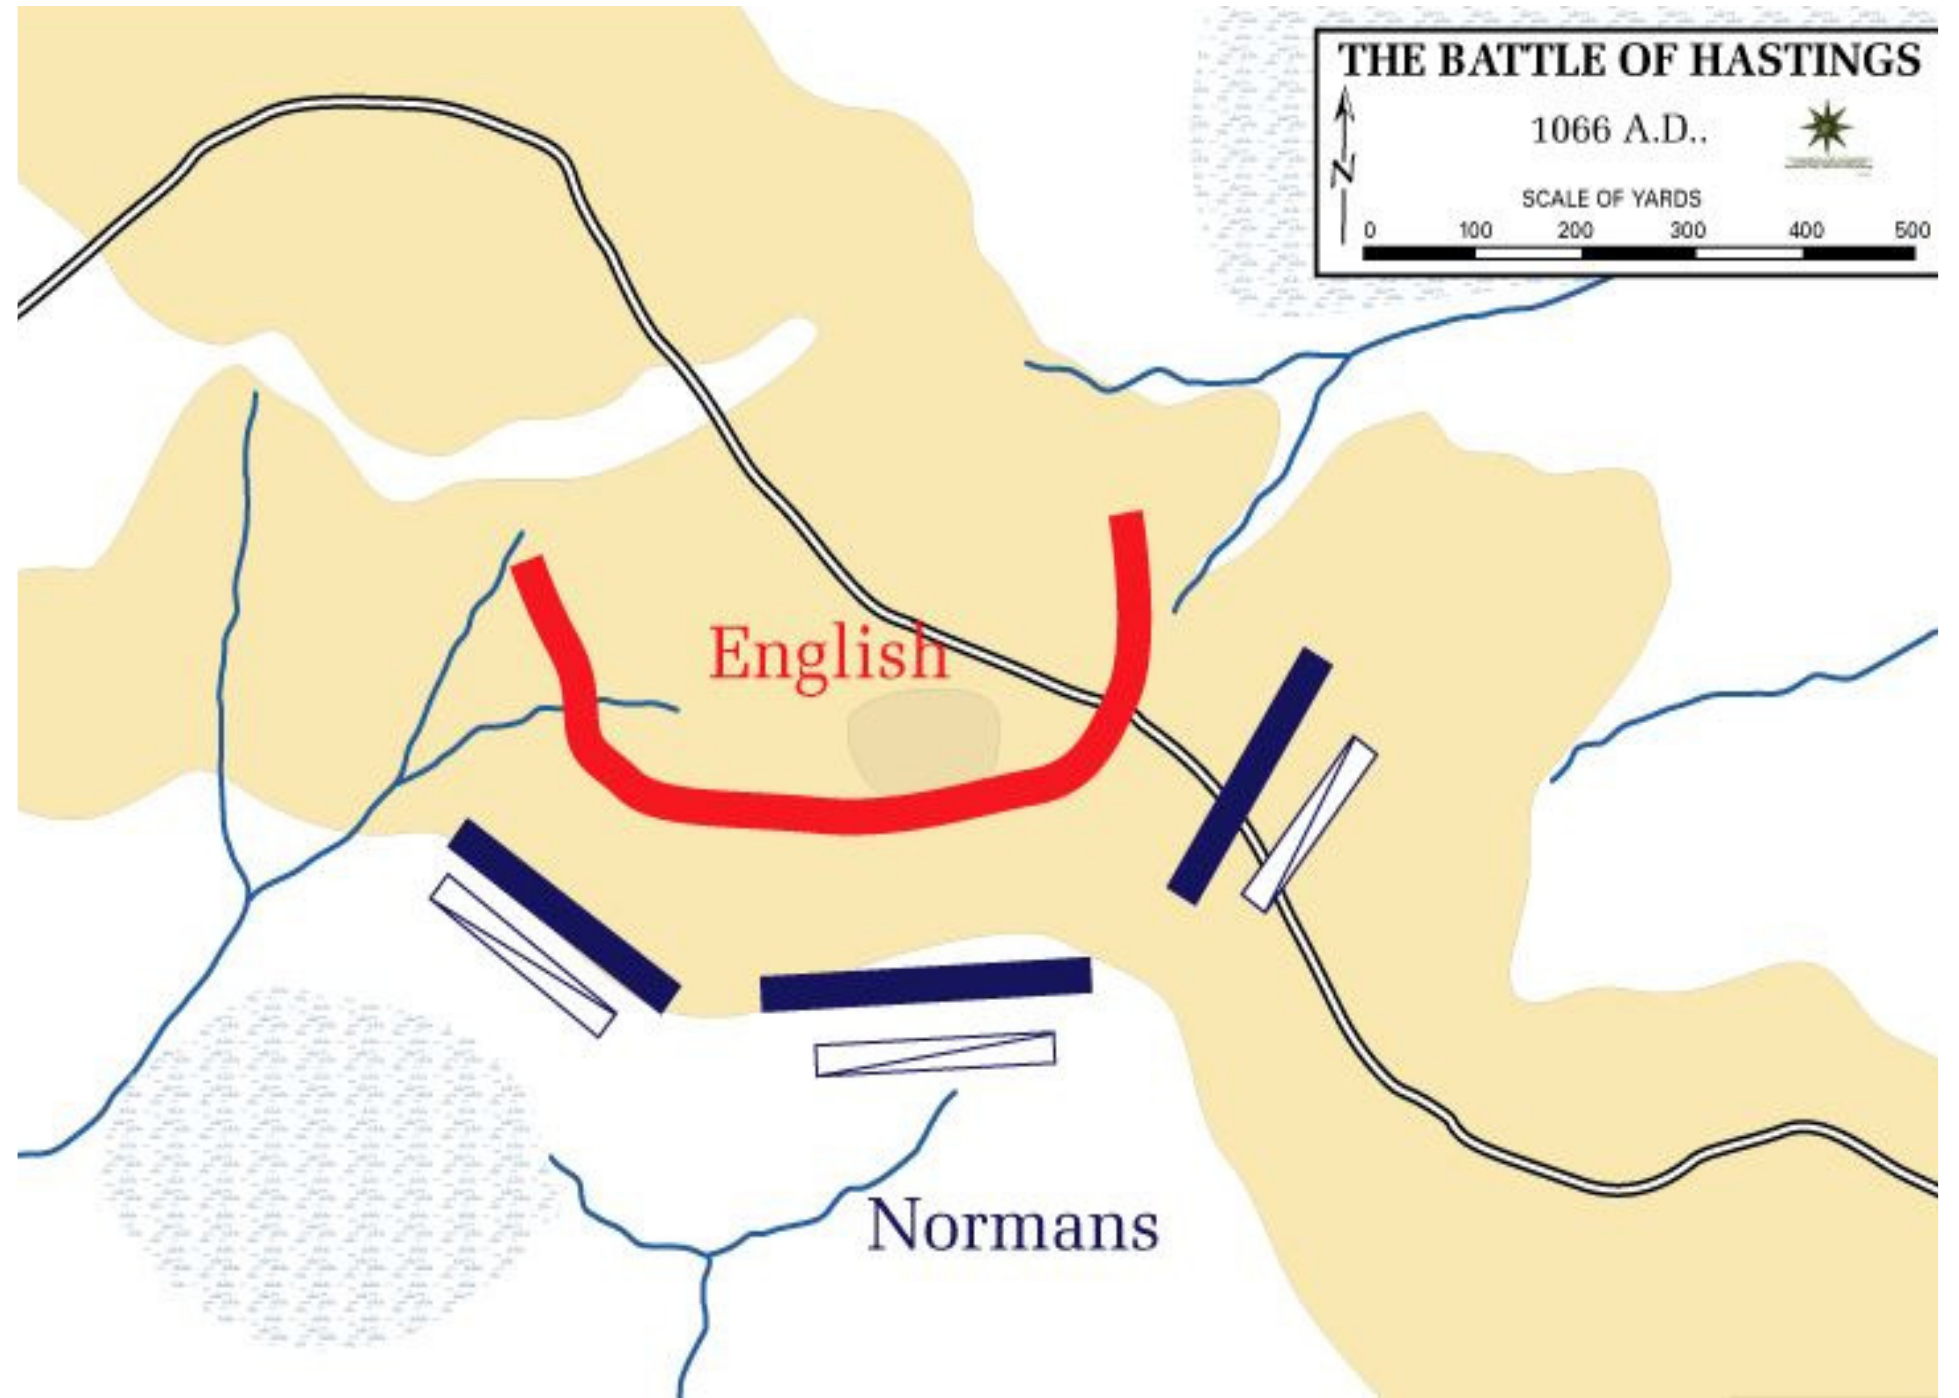 THE BATTLE OF HASTINGS
1066 A.D..
N
SCALE OF YARDS
0 100 200 300 400 500
English
Normans